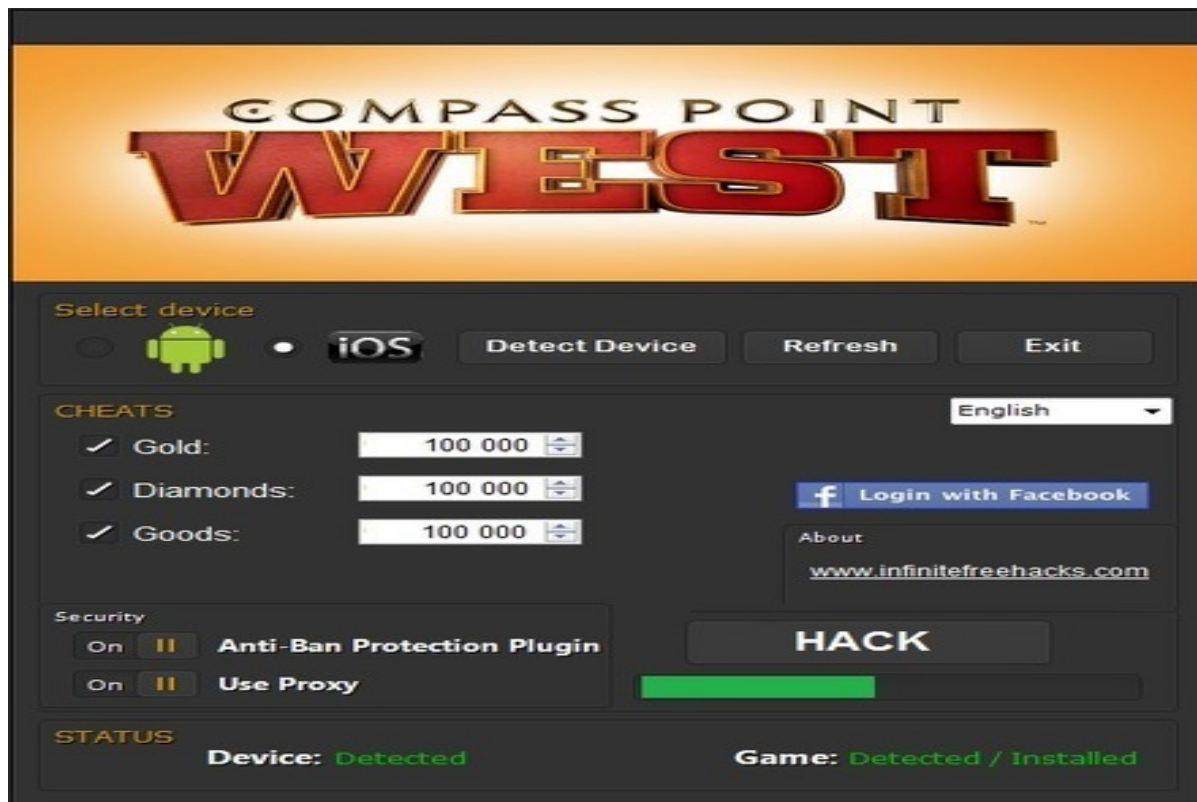 COMPASS POINT
WEST™
Select device
iOS Detect Device Refresh Exit
CHEATS
English
Gold: 100 000
Diamonds: 100 000
Goods: 100 000
f Login with Facebook
About
www.infinitefreehacks.com
Security
On Anti-Ban Protection Plugin
On Use Proxy
HACK
STATUS
Device: Detected
Game: Detected / Installed